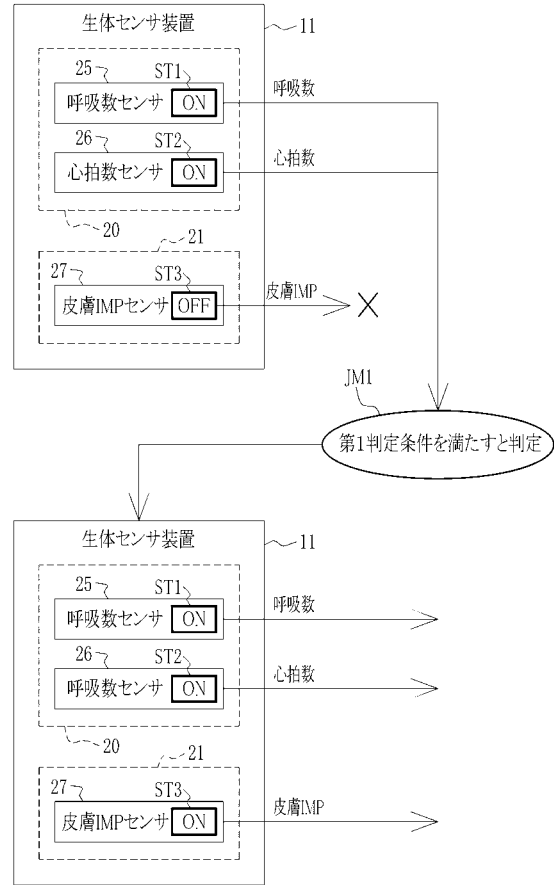 生体センサ装置
11
25
ST1
呼吸数センサ
ON
呼吸数
26
ST2
心拍数センサ
ON
心拍数
20
21
27
ST3
皮膚IMPセンサ
OFF
皮膚IMP
JM1
第1判定条件を満たすと判定
生体センサ装置
11
25
ST1
呼吸数センサ
ON
呼吸数
26
ST2
呼吸数センサ
ON
心拍数
20
21
27
ST3
皮膚IMPセンサ
ON
皮膚IMP